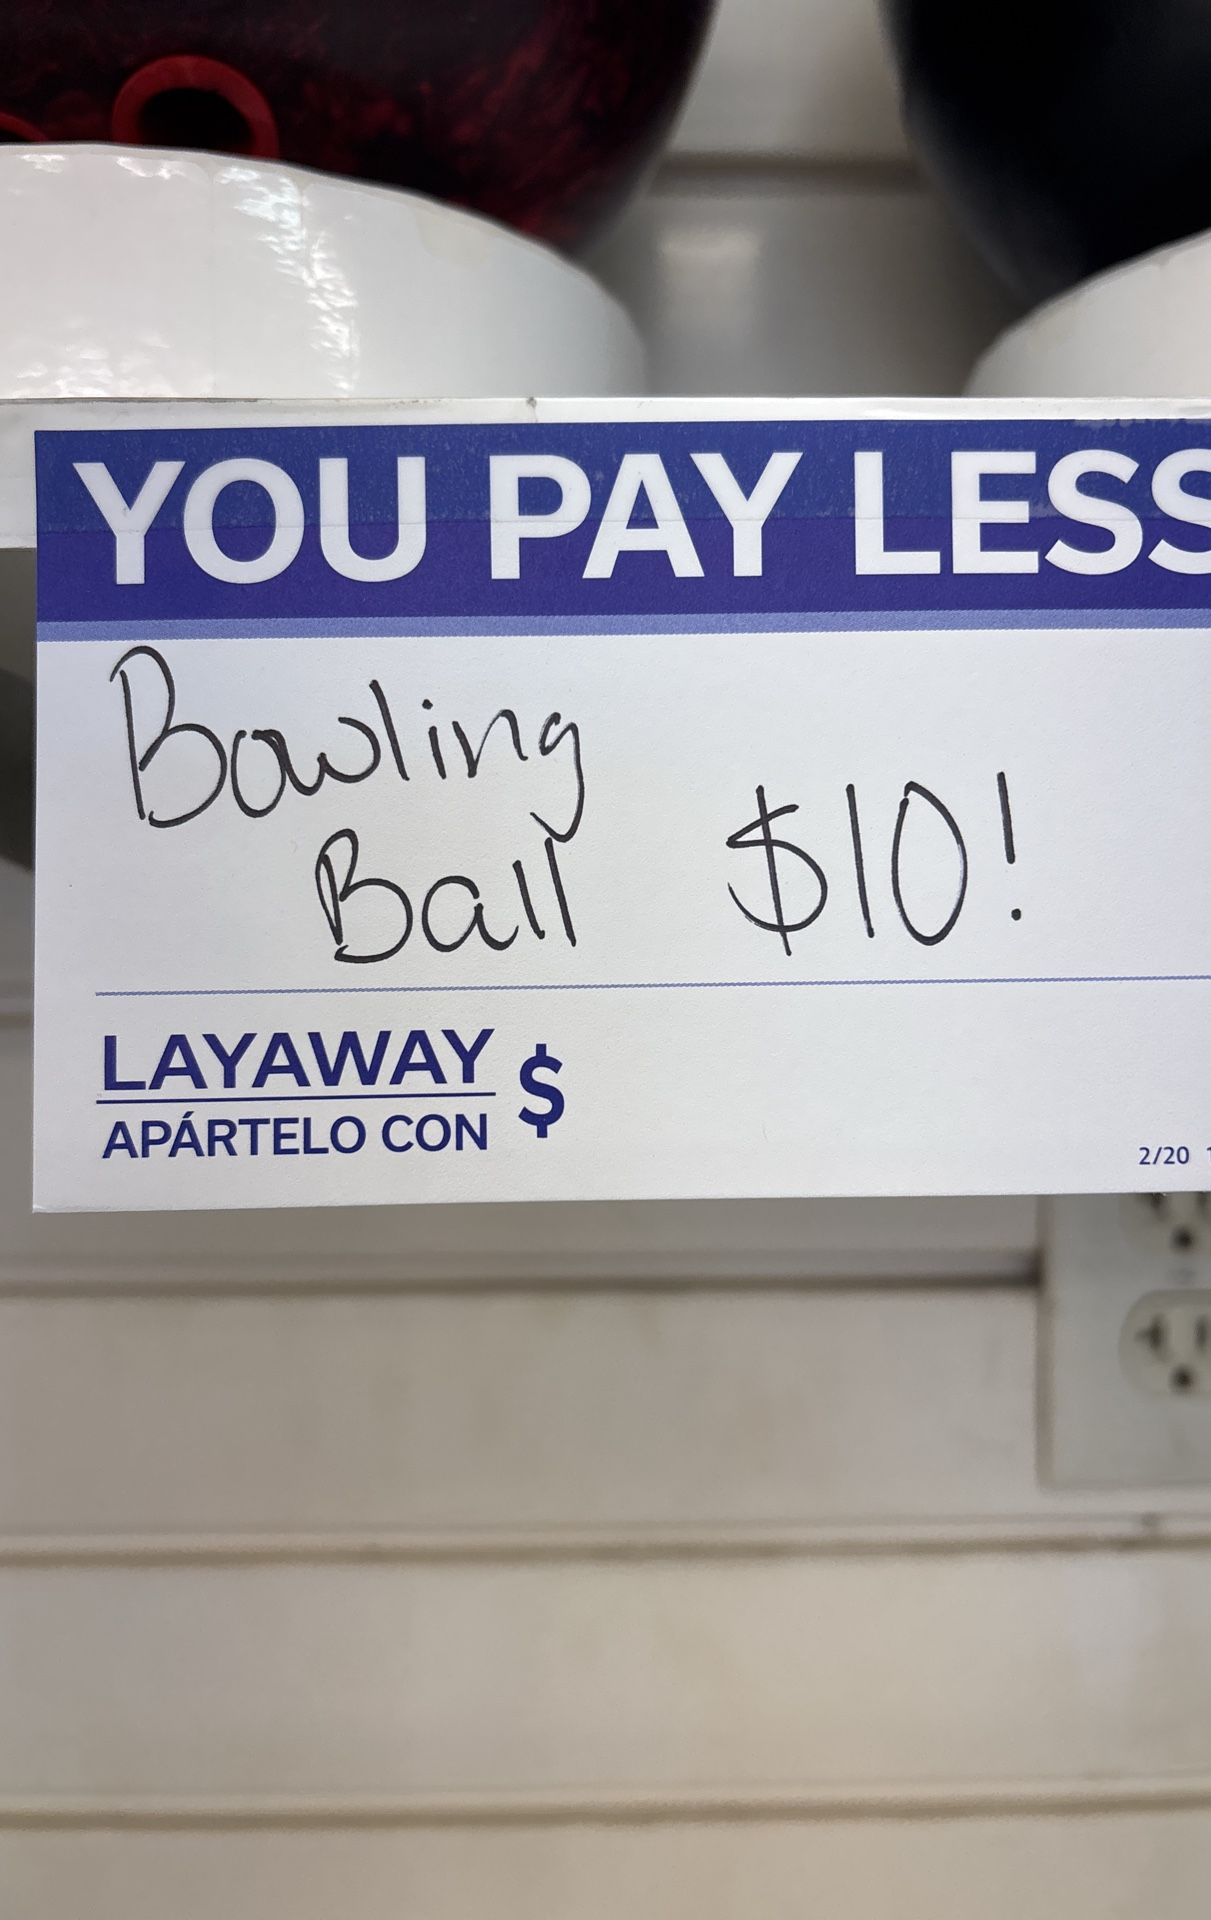 YOU PAY LESS
Bowling
Ball $10!
LAYAWAY $
APÁRTELO CON
2/20